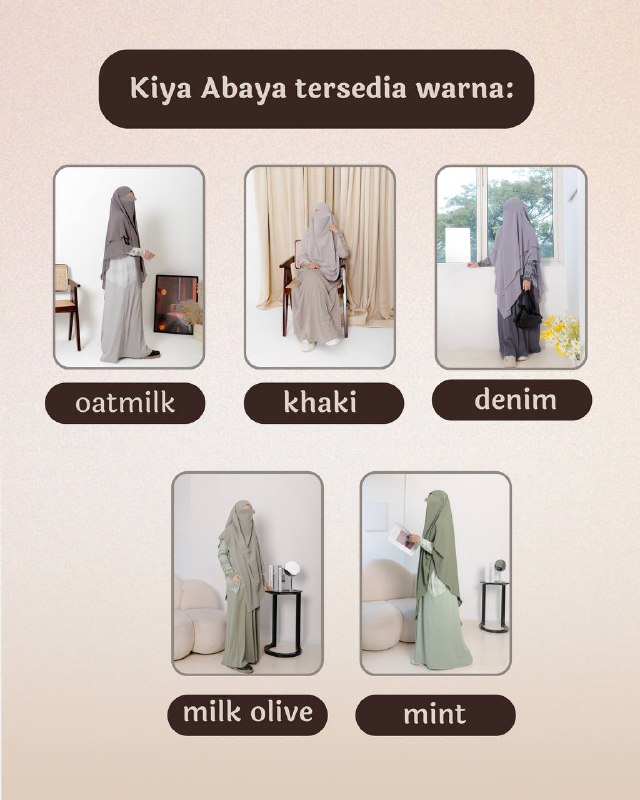 Kiya Abaya tersedia warna:
oatmilk
khaki
denim
milk olive
mint